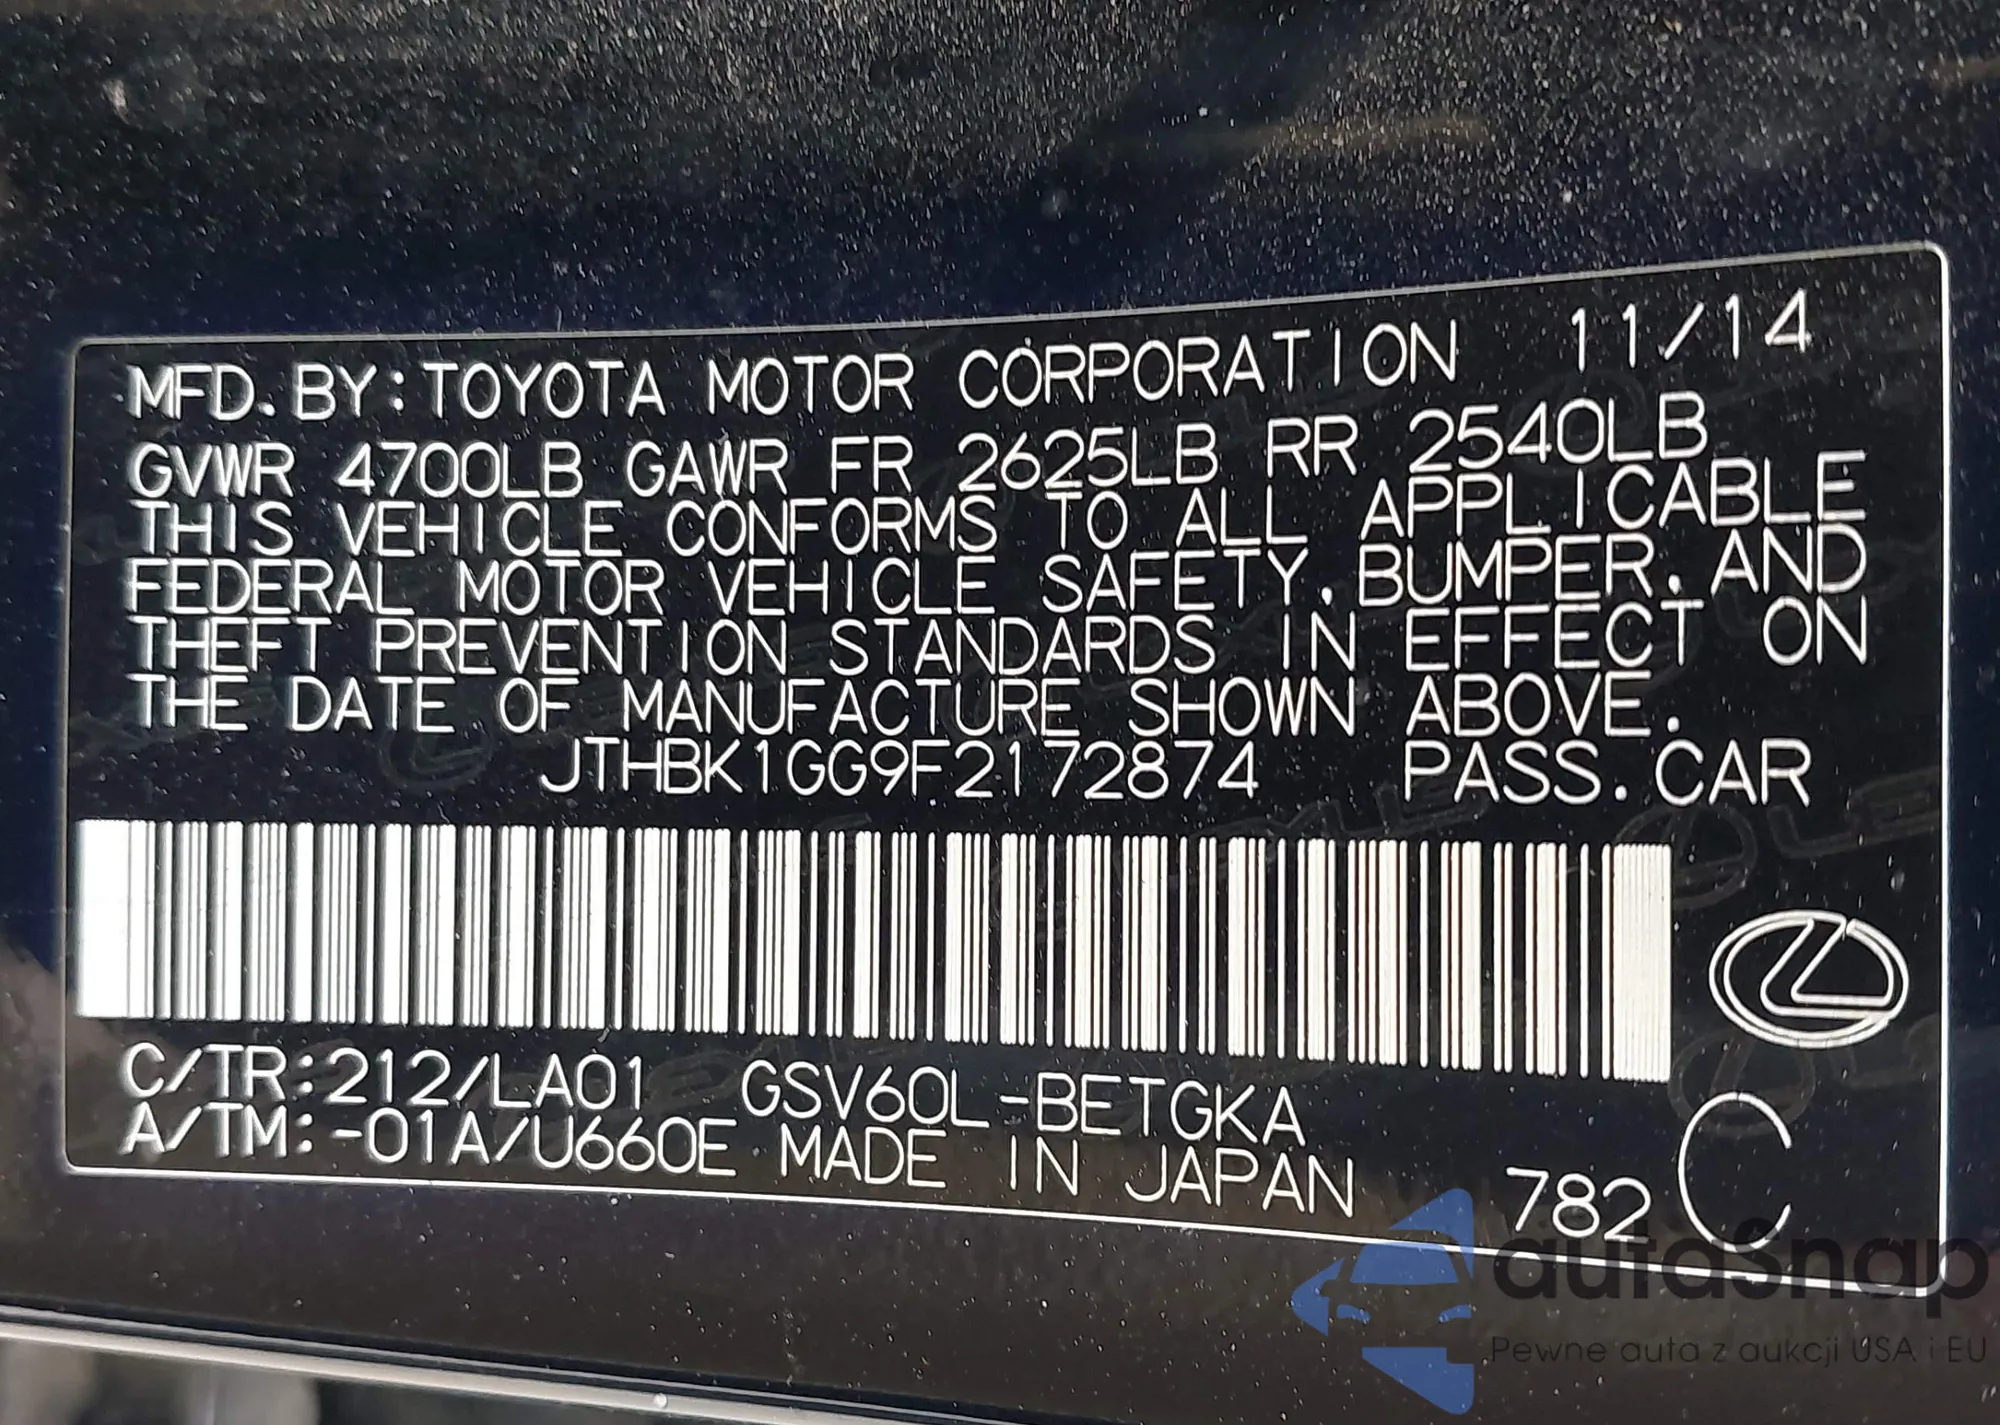 MFD.BY:TOYOTA MOTOR CORPORATION 11/14
GVWR 4700LB GAWR FR 2625LB RR 2540LB
THIS VEHICLE CONFORMS TO ALL APPLICABLE
FEDERAL MOTOR VEHICLE SAFETY,BUMPER,AND
THEFT PREVENTION STANDARDS IN EFFECT ON
THE DATE OF MANUFACTURE SHOWN ABOVE.
JTHBK1GG9F2172874 PASS.CAR
C/TR:212/LA01 GSV60L-BETGKA
A/TM:-01A/U660E MADE IN JAPAN 782 C
autoSnap
Pewne auta z aukcji USA i EU